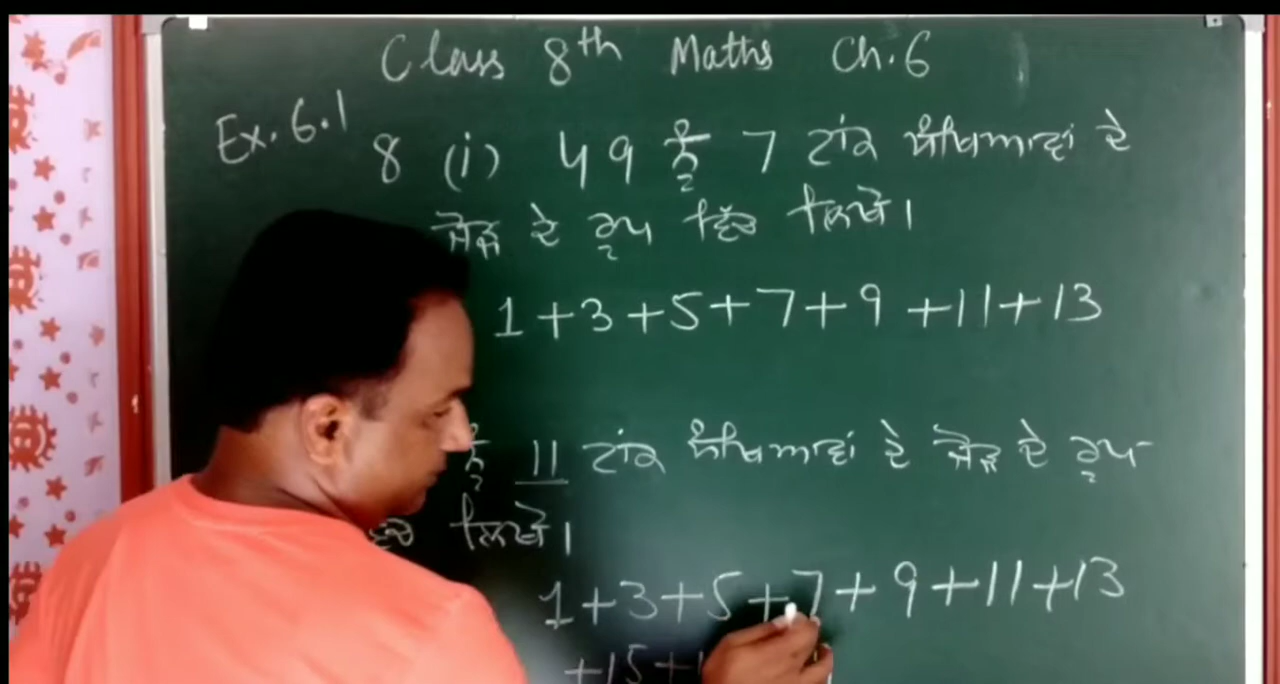 Class 8th Maths Ch.6
Ex. 6.1
8 (i) 49 ਨੂੰ 7 ਟਾਂਕ ਸੰਖਿਆਵਾਂ ਦੇ
ਜੋੜ ਦੇ ਰੂਪ ਵਿੱਚ ਲਿਖੋ।
1+3+5+7+9+11+13
ਨੂੰ 11 ਟਾਂਕ ਸੰਖਿਆਵਾਂ ਦੇ ਜੋੜ ਦੇ ਰੂਪ
ਲਿਖੋ।
1+3+5+7+9+11+13
+15+